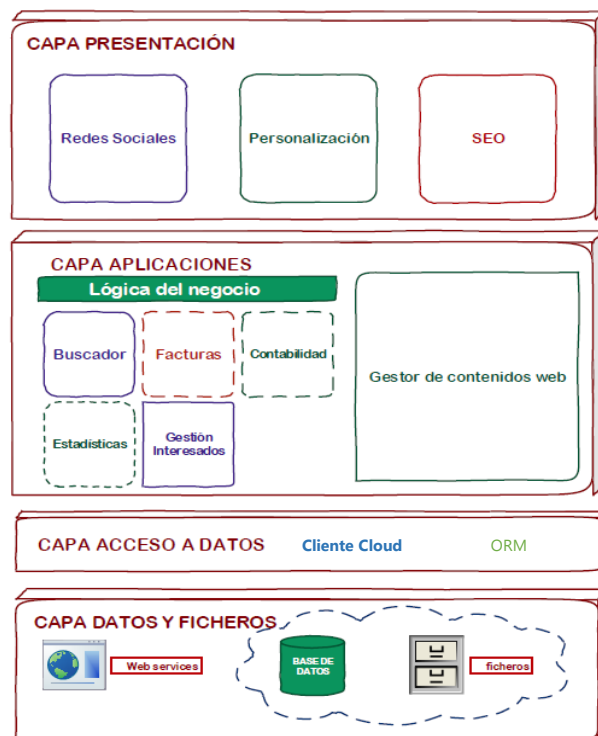 CAPA PRESENTACIÓN
Redes Sociales
Personalización
SEO
CAPA APLICACIONES
Lógica del negocio
Buscador
Facturas
Contabilidad
Gestor de contenidos web
Estadísticas
Gestión
Interesados
CAPA ACCESO A DATOS
Cliente Cloud
ORM
CAPA DATOS Y FICHEROS
Web services
BASE DE
DATOS
ficheros